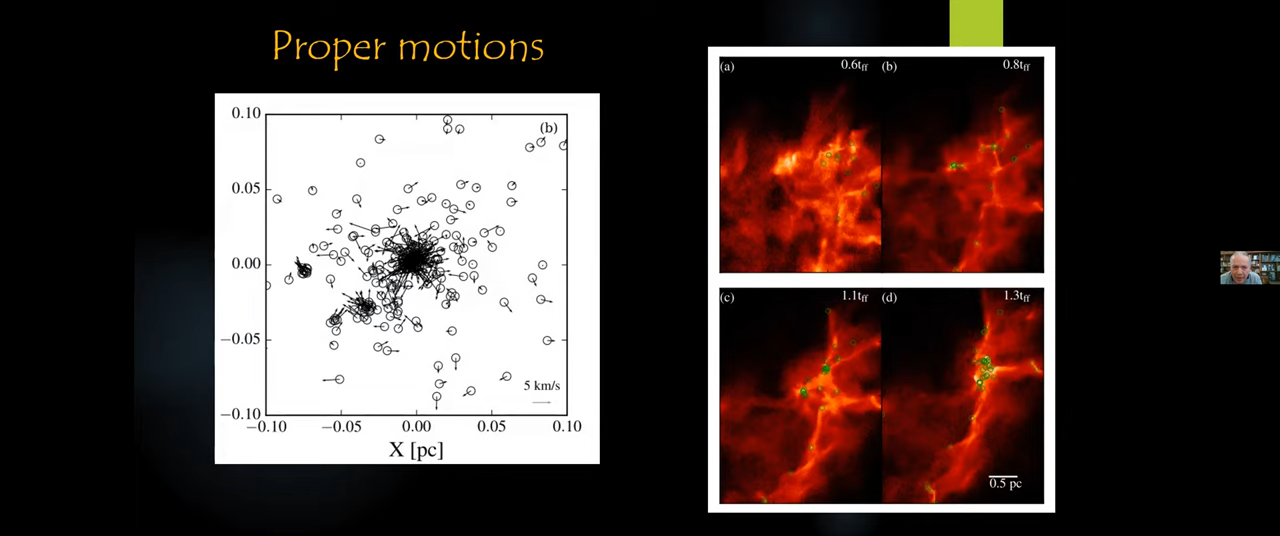 Proper motions
(b)
0.10
0.05
0.00
−0.05
−0.10
−0.10 −0.05 0.00 0.05 0.10
X [pc]
5 km/s
(a) 0.6tff
(b) 0.8tff
(c) 1.1tff
(d) 1.3tff
0.5 pc